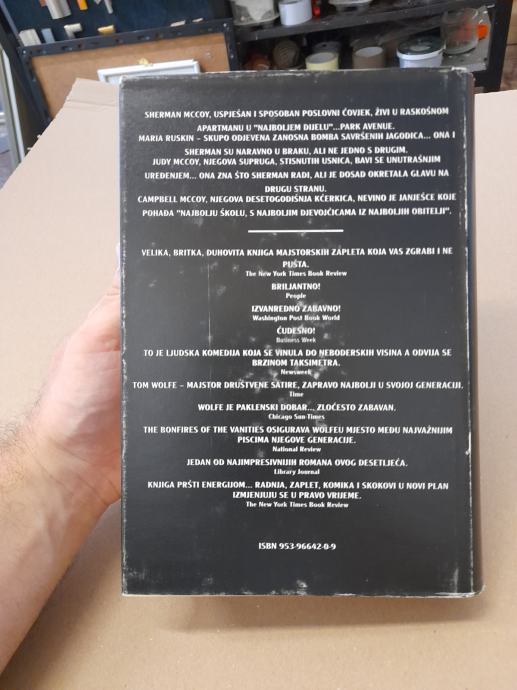 SHERMAN MCCOY, USPJEŠAN I SPOSOBAN POSLOVNI ČOVJEK, ŽIVI U RASKOŠNOM
APARTMANU U "NAJBOLJEM DIJELU"...PARK AVENUE.
MARIA RUSKIN – SKUPO ODJEVENA ZANOSNA BOMBA SAVRŠENIH JAGODICA... ONA I
SHERMAN SU NARAVNO U BRAKU, ALI NE JEDNO S DRUGIM.
JUDY MCCOY, NJEGOVA SUPRUGA, STISNUTIH USNICA, BAVI SE UNUTRAŠNJIM
UREĐENJEM... ONA ZNA ŠTO SHERMAN RADI, ALI JE DOSAD OKRETALA GLAVU NA
DRUGU STRANU.
CAMPBELL MCCOY, NJEGOVA DESETOGODIŠNJA KĆERKICA, NEVINO JE JANJEŠCE KOJE
POHAĐA "NAJBOLJU ŠKOLU, S NAJBOLJIM DJEVOJČICAMA IZ NAJBOLJIH OBITELJI".
VELIKA, BRITKA, DUHOVITA KNJIGA MAJSTORSKIH ZAPLETA KOJA VAS ZGRABI I NE
PUŠTA.
The New York Times Book Review
BRILJANTNO!
People
IZVANREDNO ZABAVNO!
Washington Post Book World
ČUDESNO!
Business Week
TO JE LJUDSKA KOMEDIJA KOJA SE VINULA DO NEBODERSKIH VISINA A ODVIJA SE
BRZINOM TAKSIMETRA.
Newsweek
TOM WOLFE – MAJSTOR DRUŠTVENE SATIRE, ZAPRAVO NAJBOLJI U SVOJOJ GENERACIJI.
Time
WOLFE JE PAKLENSKI DOBAR... ZLOČESTO ZABAVAN.
Chicago Sun-Times
THE BONFIRES OF THE VANITIES OSIGURAVA WOLFEU MJESTO MEĐU NAJVAŽNIJIM
PISCIMA NJEGOVE GENERACIJE.
National Review
JEDAN OD NAJIMPRESIVNIJIH ROMANA OVOG DESETLJEĆA.
Library Journal
KNJIGA PRŠTI ENERGIJOM... RADNJA, ZAPLET, KOMIKA I SKOKOVI U NOVI PLAN
IZMJENJUJU SE U PRAVO VRIJEME.
The New York Times Book Review
ISBN 953-96642-0-9